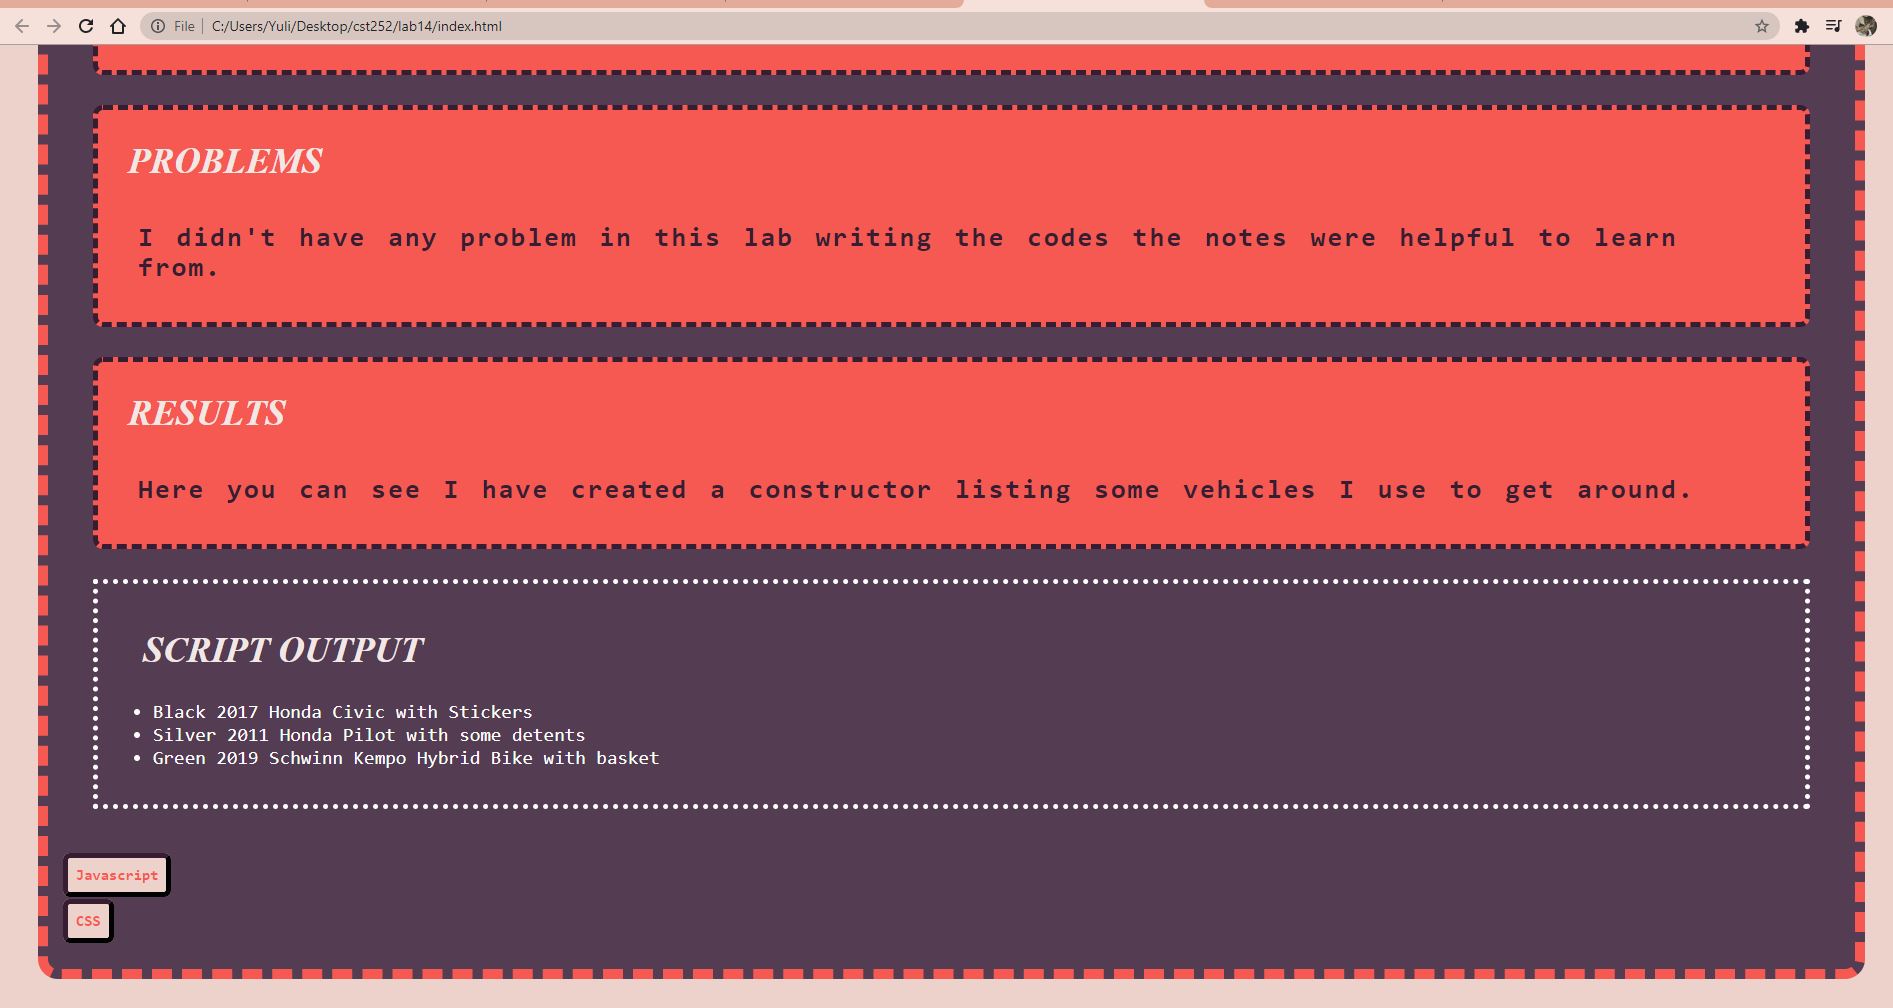 File
C:/Users/Yuli/Desktop/cst252/lab14/index.html
PROBLEMS
I didn't have any problem in this lab writing the codes the notes were helpful to learn
from.
RESULTS
Here you can see I have created a constructor listing some vehicles I use to get around.
SCRIPT OUTPUT
• Black 2017 Honda Civic with Stickers
• Silver 2011 Honda Pilot with some detents
• Green 2019 Schwinn Kempo Hybrid Bike with basket
Javascript
CSS